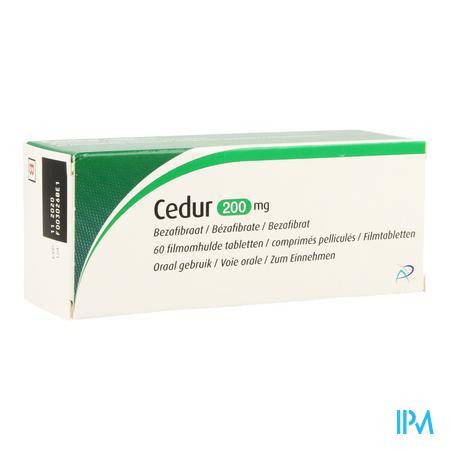 Cedur 200 mg
Bezafibraat / Bézafibrate / Bezafibrat
60 filmomhulde tabletten / comprimés pelliculés / Filmtabletten
Oraal gebruik / Voie orale / Zum Einnehmen
11 2020
F0030268E1
IPM